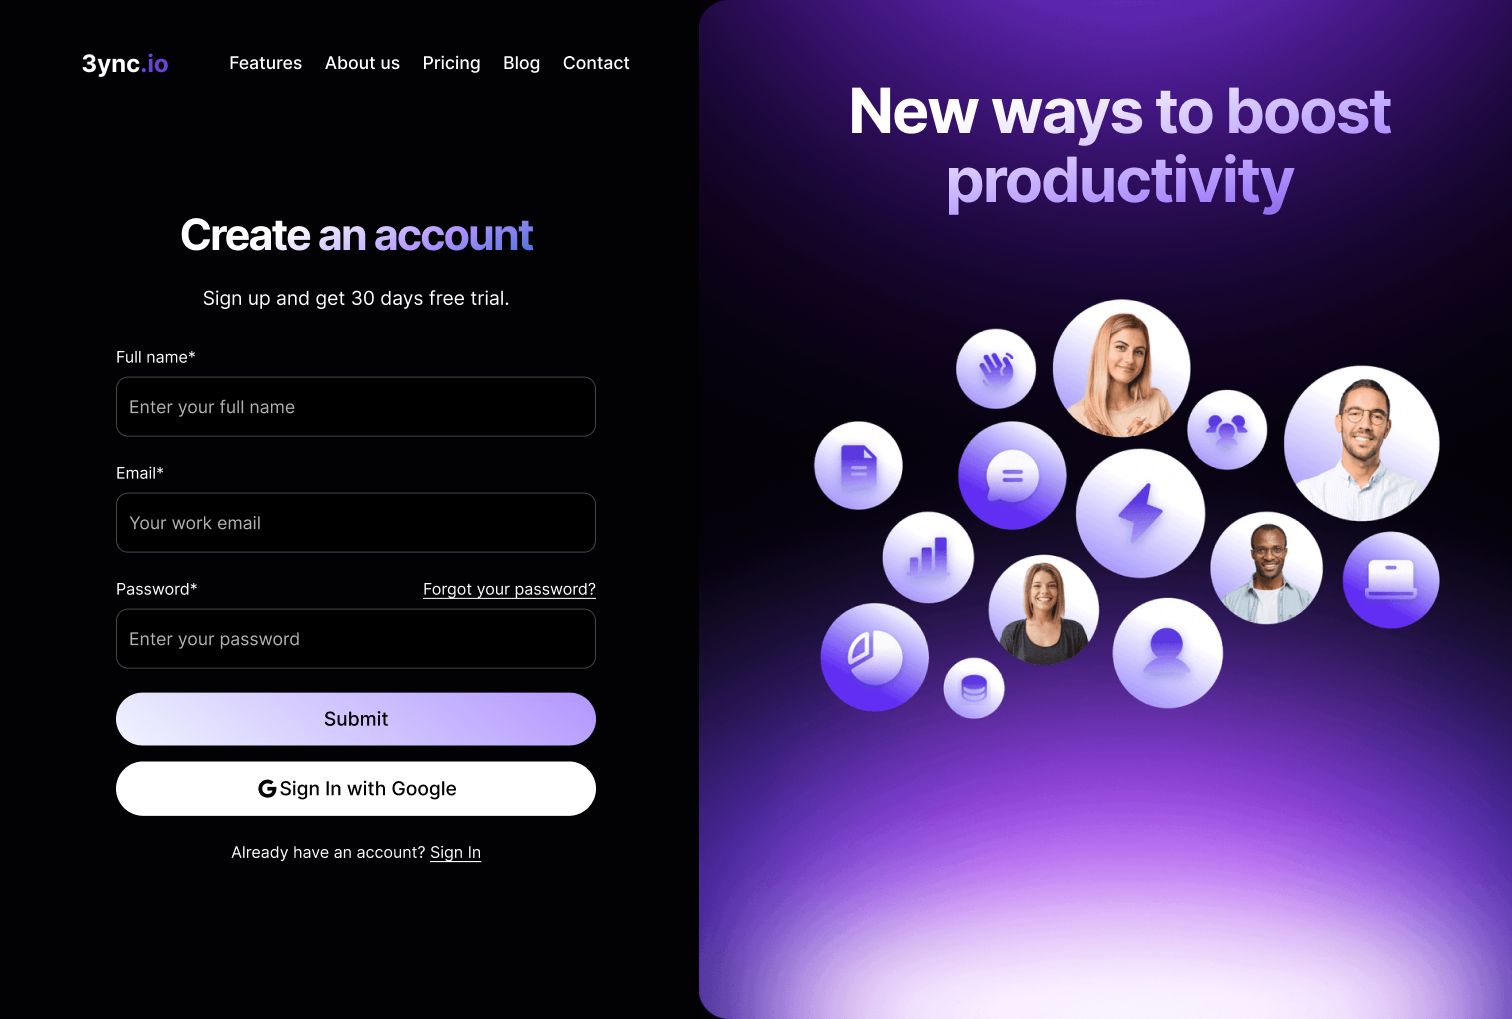 3ync.io
Features
About us
Pricing
Blog
Contact
Create an account
Sign up and get 30 days free trial.
Full name*
Enter your full name
Email*
Your work email
Password*
Forgot your password?
Enter your password
Submit
Sign In with Google
Already have an account? Sign In
New ways to boost
productivity